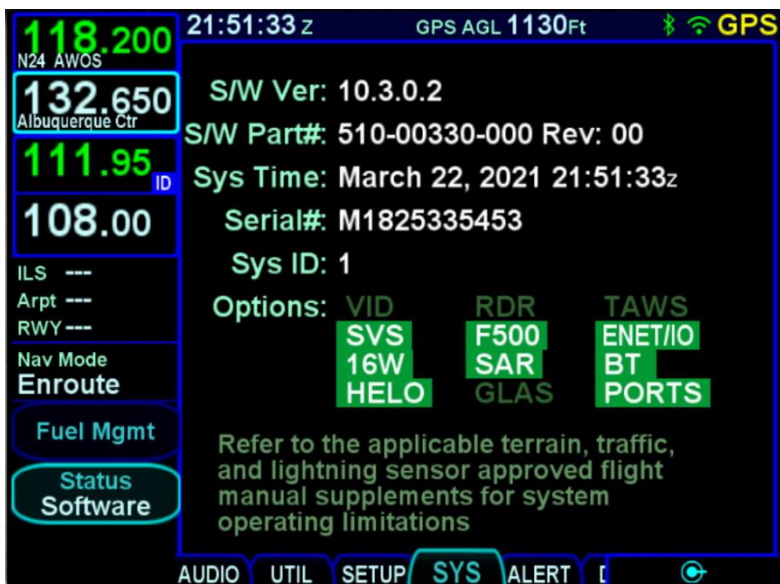 118.200
N24 AWOS
132.650
Albuquerque Ctr
111.95 ID
108.00
ILS ---
Arpt ---
RWY ---
Nav Mode
Enroute
Fuel Mgmt
Status
Software
21:51:33 Z GPS AGL 1130Ft GPS
S/W Ver: 10.3.0.2
S/W Part#: 510-00330-000 Rev: 00
Sys Time: March 22, 2021 21:51:33z
Serial#: M1825335453
Sys ID: 1
Options: VID RDR TAWS
SVS F500 ENET/IO
16W SAR BT
HELO GLAS PORTS
Refer to the applicable terrain, traffic,
and lightning sensor approved flight
manual supplements for system
operating limitations
AUDIO UTIL SETUP SYS ALERT